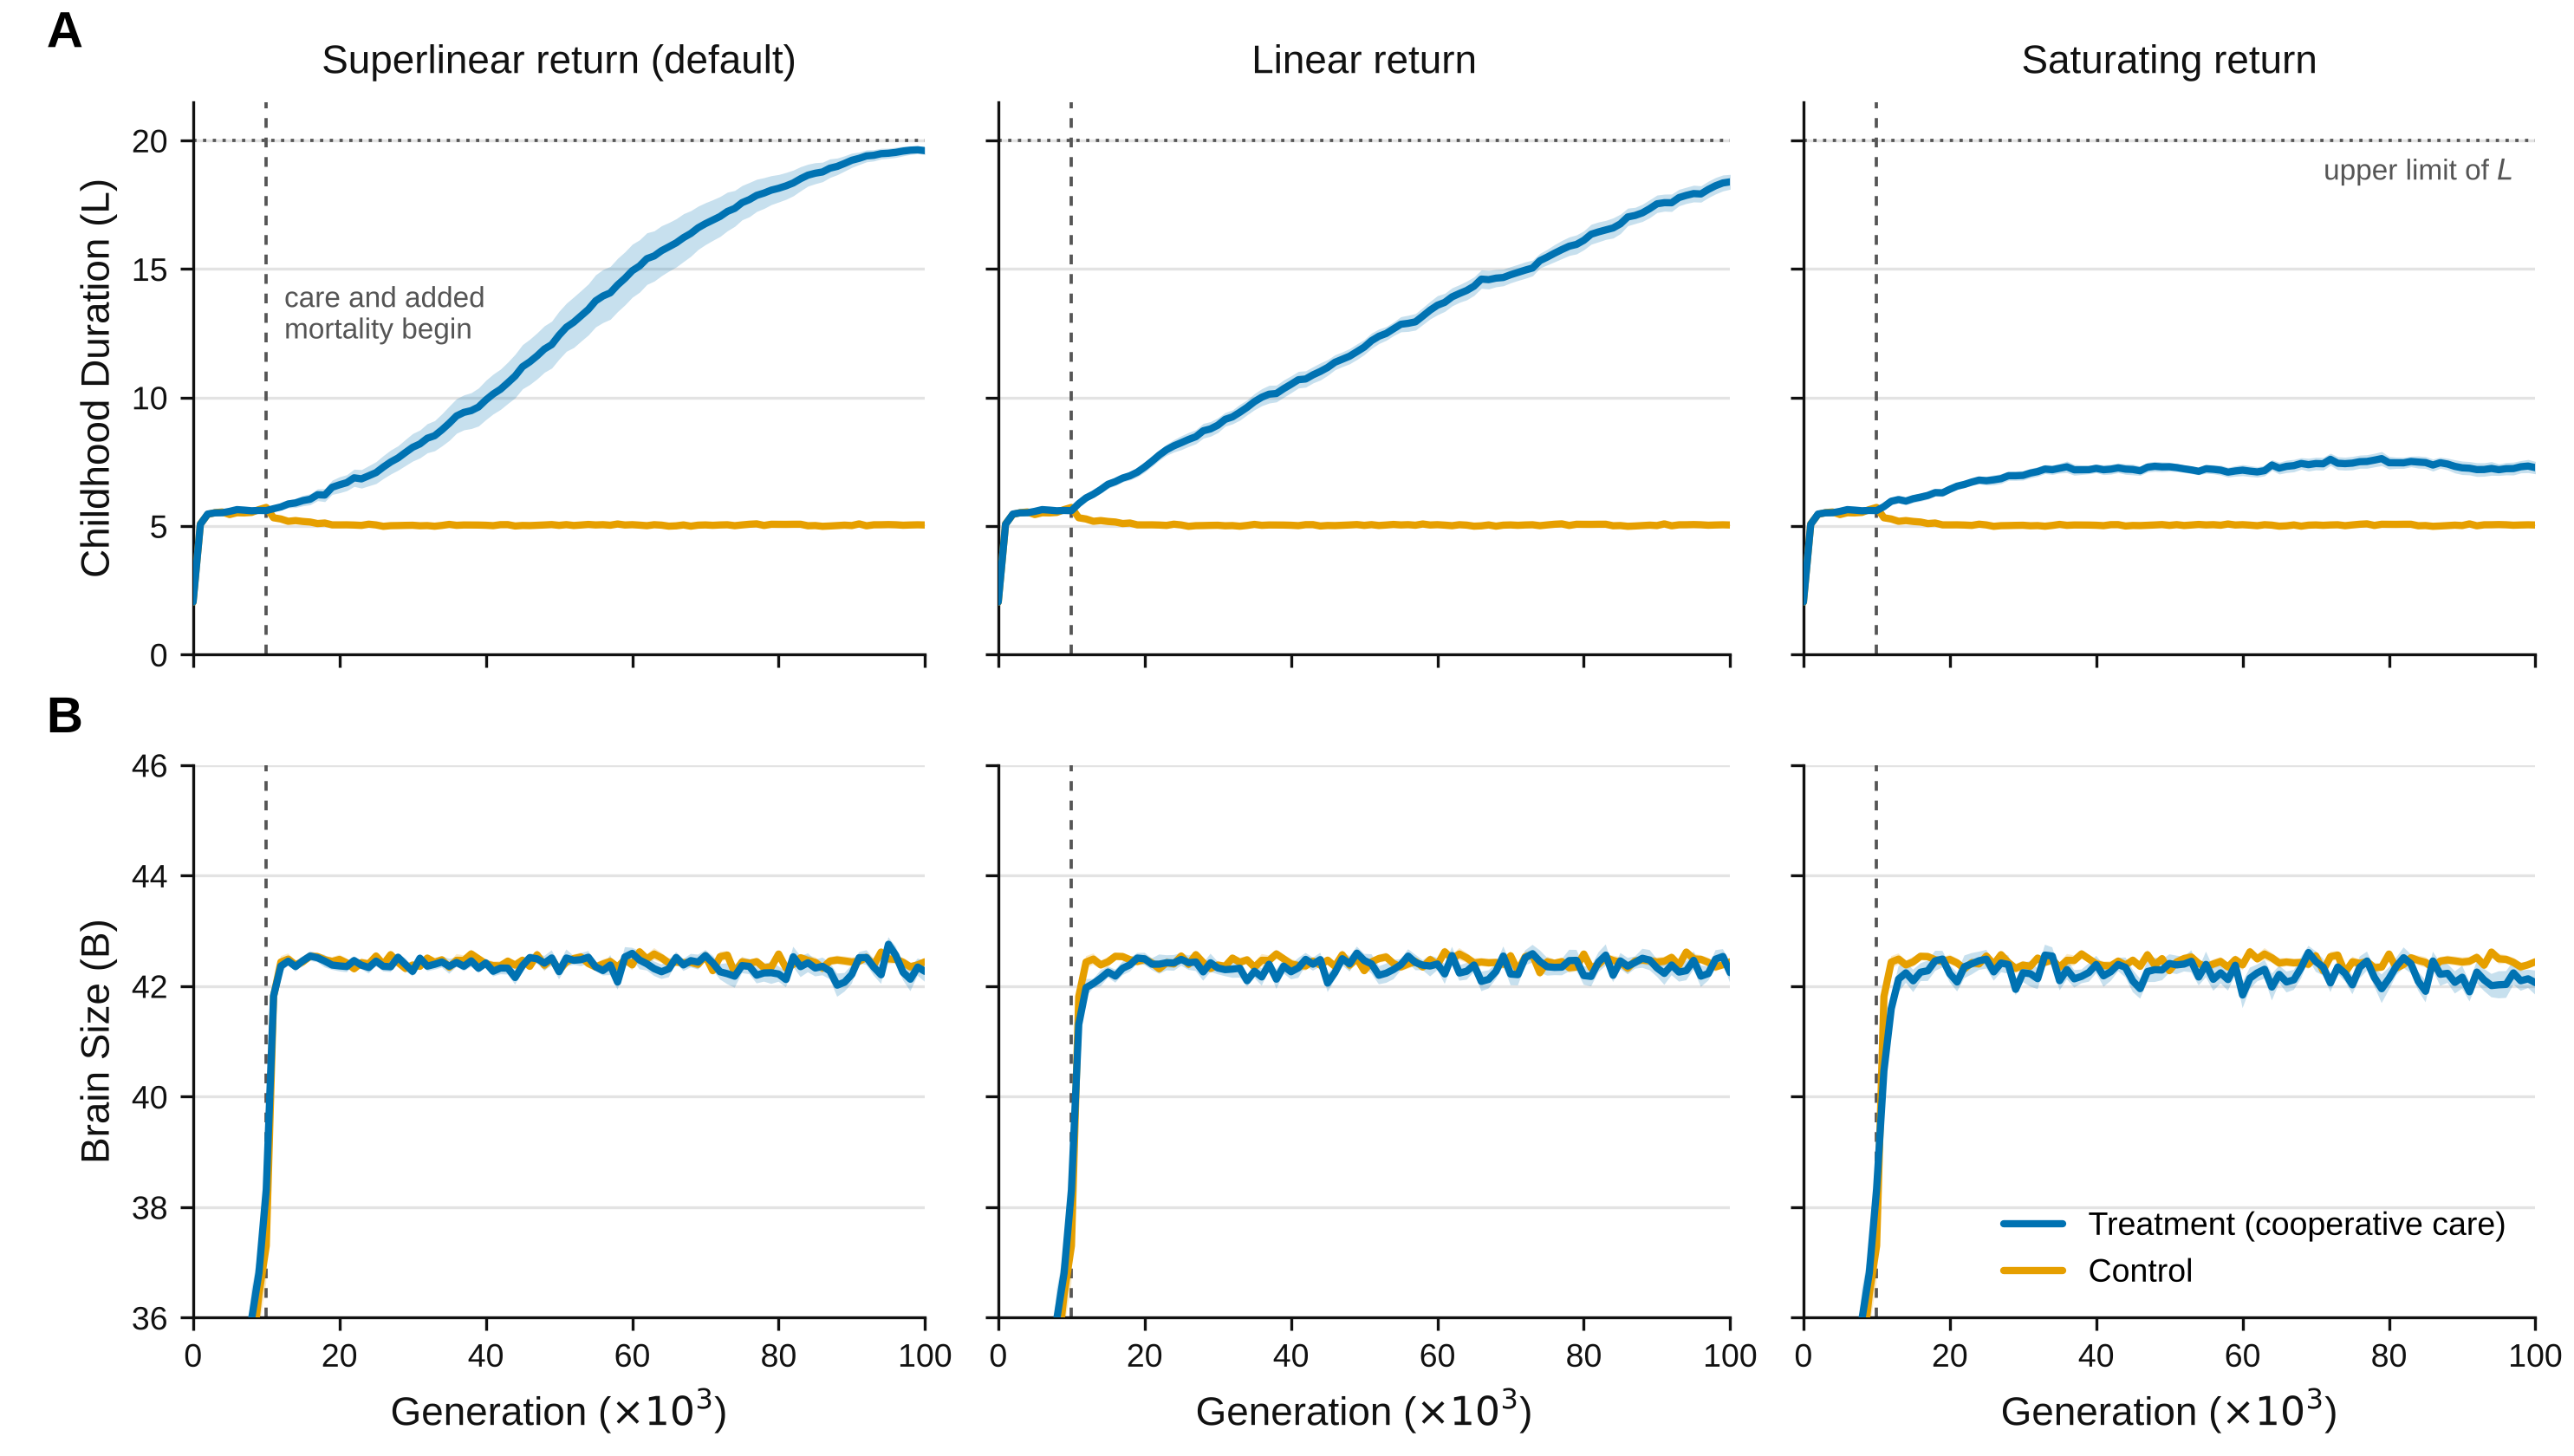 A
Superlinear return (default)
Linear return
Saturating return
Childhood Duration (L)
20
15
10
5
0
care and added
mortality begin
upper limit of L
B
Brain Size (B)
46
44
42
40
38
36
Treatment (cooperative care)
Control
0 20 40 60 80 100
0 20 40 60 80 100
0 20 40 60 80 100
Generation (×10³)
Generation (×10³)
Generation (×10³)